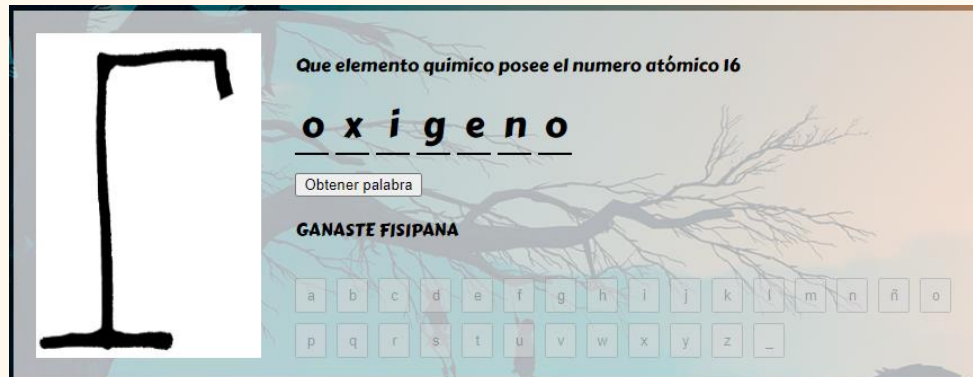 Que elemento quimico posee el numero atómico 16
o x i g e n o
Obtener palabra
GANASTE FISIPANA
a b c d e f g h i j k l m n ñ o
p q r s t u v w x y z _